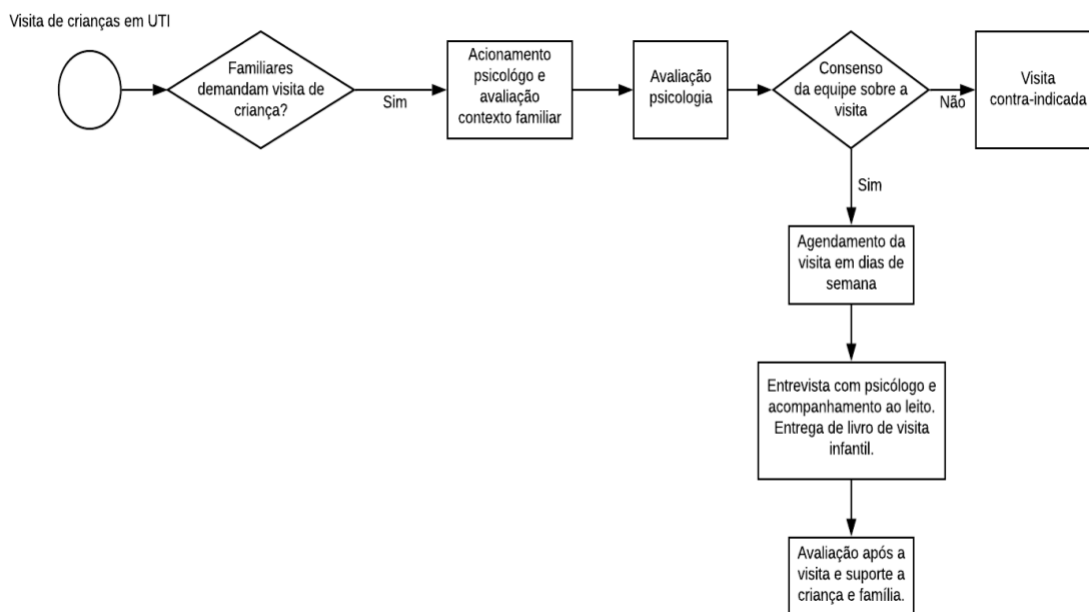 Visita de crianças em UTI
Familiares
demandam visita de
criança?
Sim
Acionamento
psicológo e
avaliação
contexto familiar
Avaliação
psicologia
Consenso
da equipe sobre a
visita
Não
Visita
contra-indicada
Sim
Agendamento da
visita em dias de
semana
Entrevista com psicólogo e
acompanhamento ao leito.
Entrega de livro de visita
infantil.
Avaliação após a
visita e suporte a
criança e família.